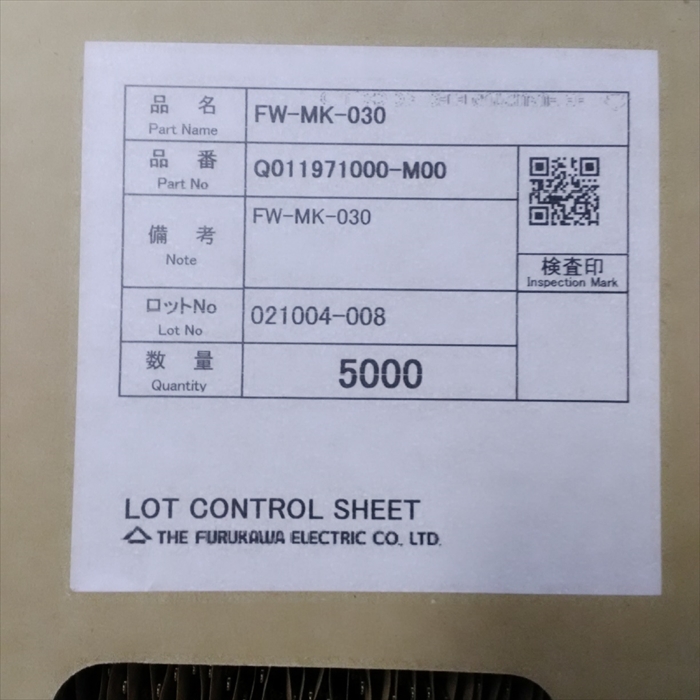 品 名
Part Name
FW-MK-030
品 番
Part No
Q011971000-M00
備 考
Note
FW-MK-030
検査印
Inspection Mark
ロットNo
Lot No
021004-008
数 量
Quantity
5000
LOT CONTROL SHEET
THE FURUKAWA ELECTRIC CO., LTD.